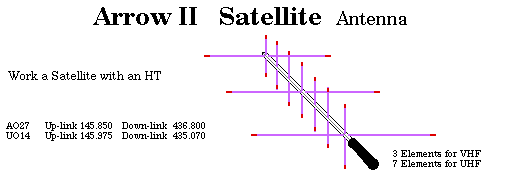 Arrow II Satellite Antenna
Work a Satellite with an HT
AO27 Up-link 145.850 Down-link 436.800
UO14 Up-link 145.975 Down-link 435.070
3 Elements for VHF
7 Elements for UHF